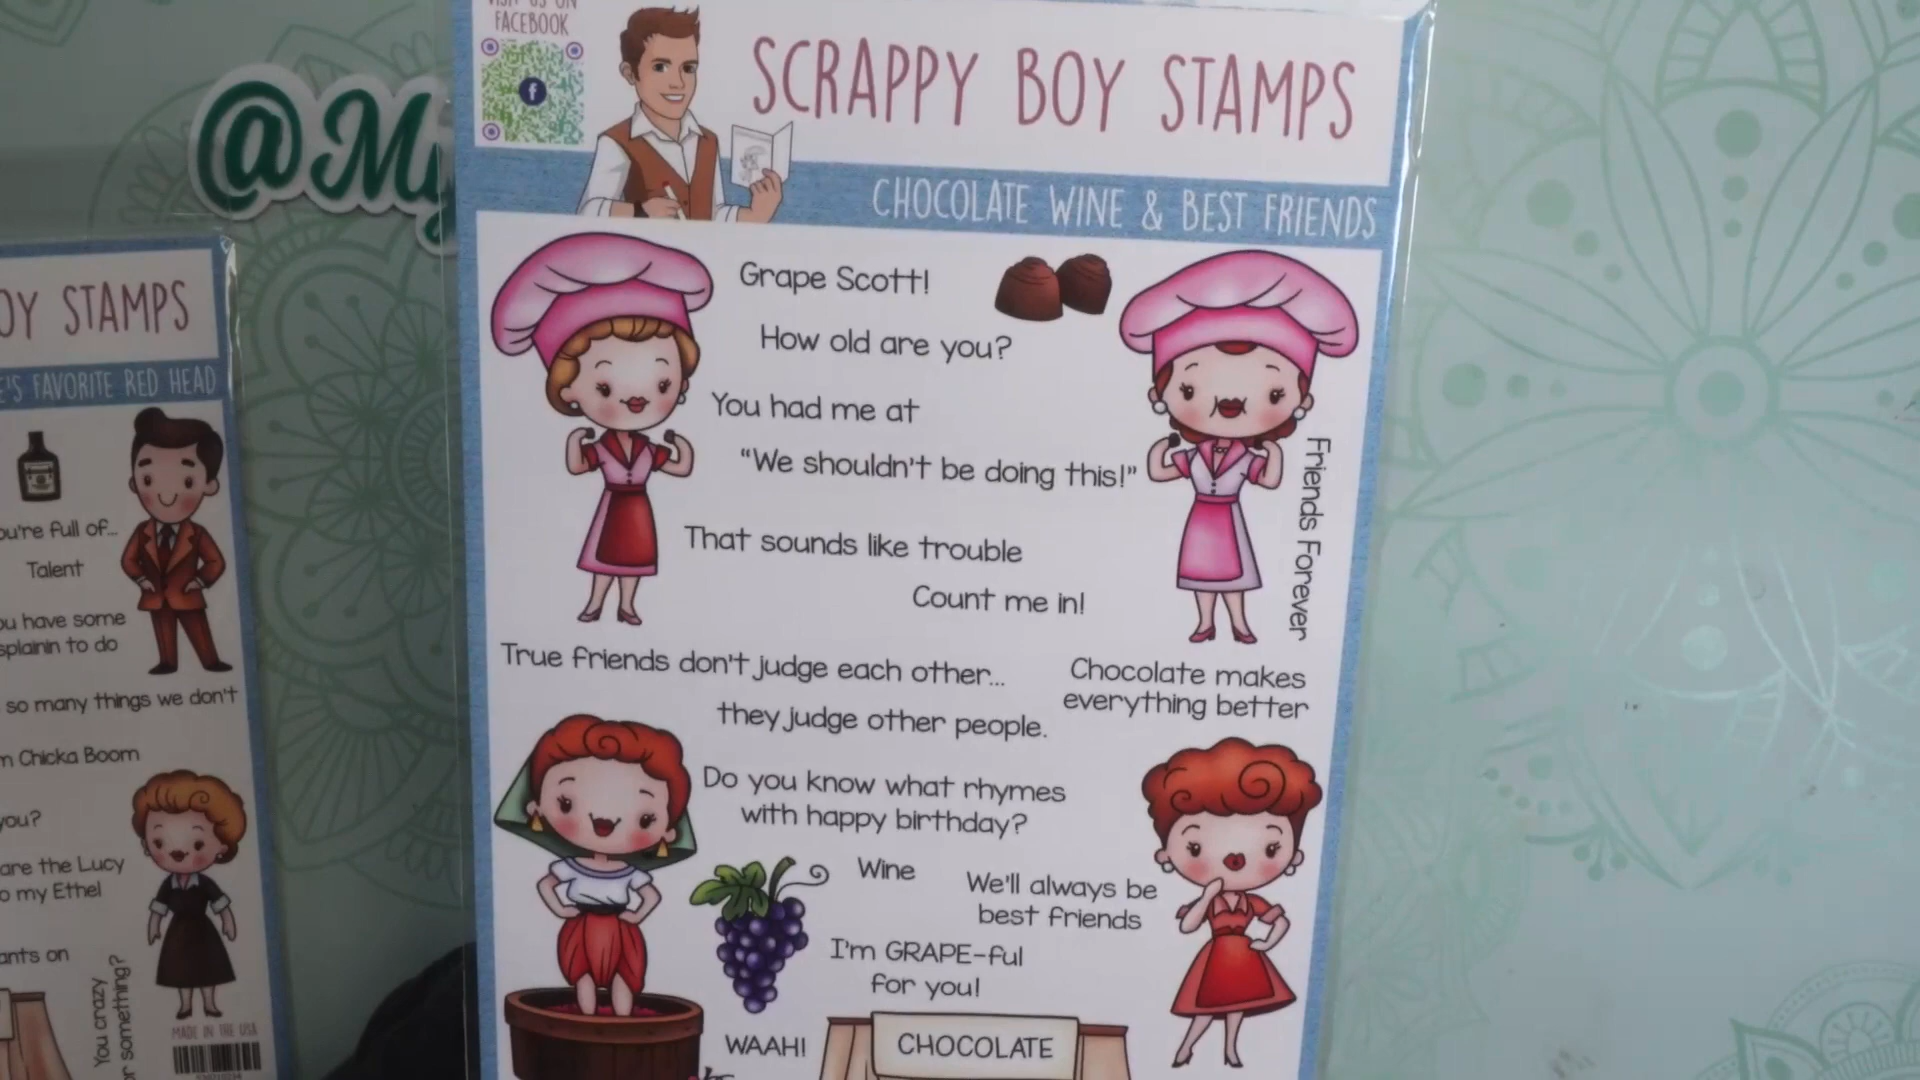 VISIT US ON
FACEBOOK
SCRAPPY BOY STAMPS
CHOCOLATE WINE & BEST FRIENDS
Grape Scott!
How old are you?
You had me at
"We shouldn't be doing this!"
That sounds like trouble
Count me in!
Friends Forever
True friends don't judge each other...
they judge other people.
Chocolate makes
everything better
Do you know what rhymes
with happy birthday?
Wine
We'll always be
best friends
I'm GRAPE-ful
for you!
WAAH!
CHOCOLATE
@My
OY STAMPS
E'S FAVORITE RED HEAD
ou're full of...
Talent
ou have some
splainin to do
so many things we don't
m Chicka Boom
you?
are the Lucy
o my Ethel
ants on
You crazy
or something?
MADE IN THE USA